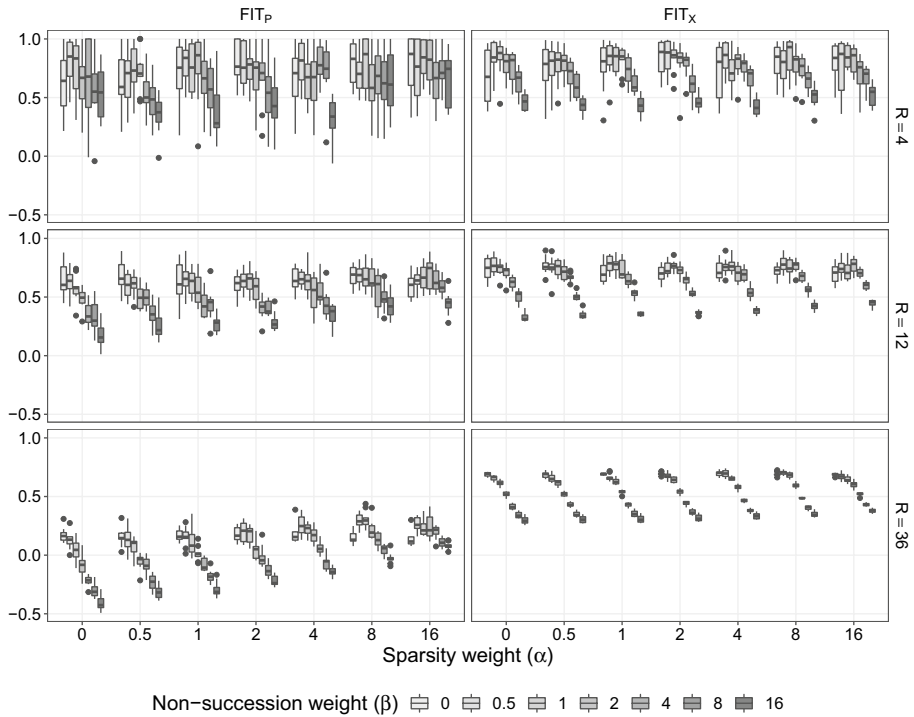 FIT_P FIT_X
1.0
0.5
0.0
−0.5
R = 4
1.0
0.5
0.0
−0.5
R = 12
1.0
0.5
0.0
−0.5
R = 36
0 0.5 1 2 4 8 16 0 0.5 1 2 4 8 16
Sparsity weight (α)
Non−succession weight (β) 0 0.5 1 2 4 8 16